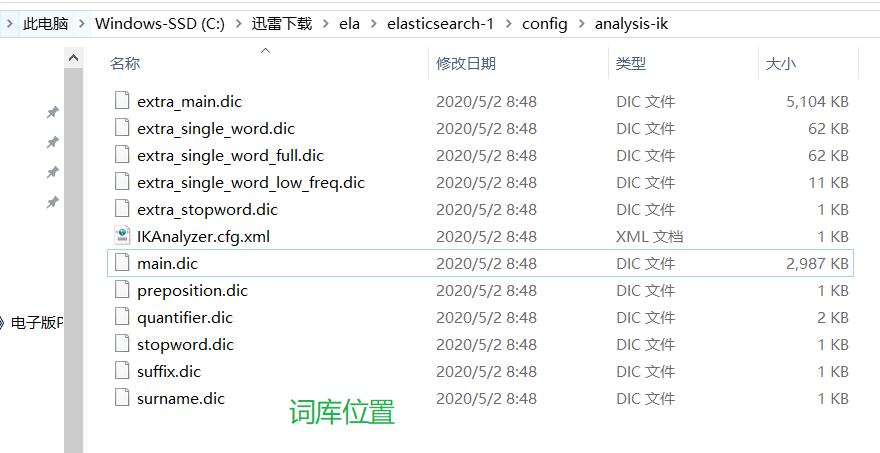 此电脑 > Windows-SSD (C:) > 迅雷下载 > ela > elasticsearch-1 > config > analysis-ik
名称 修改日期 类型 大小
extra_main.dic 2020/5/2 8:48 DIC 文件 5,104 KB
extra_single_word.dic 2020/5/2 8:48 DIC 文件 62 KB
extra_single_word_full.dic 2020/5/2 8:48 DIC 文件 62 KB
extra_single_word_low_freq.dic 2020/5/2 8:48 DIC 文件 11 KB
extra_stopword.dic 2020/5/2 8:48 DIC 文件 1 KB
IKAnalyzer.cfg.xml 2020/5/2 8:48 XML 文档 1 KB
main.dic 2020/5/2 8:48 DIC 文件 2,987 KB
preposition.dic 2020/5/2 8:48 DIC 文件 1 KB
电子版P
quantifier.dic 2020/5/2 8:48 DIC 文件 2 KB
stopword.dic 2020/5/2 8:48 DIC 文件 1 KB
suffix.dic 2020/5/2 8:48 DIC 文件 1 KB
surname.dic 2020/5/2 8:48 DIC 文件 1 KB
词库位置